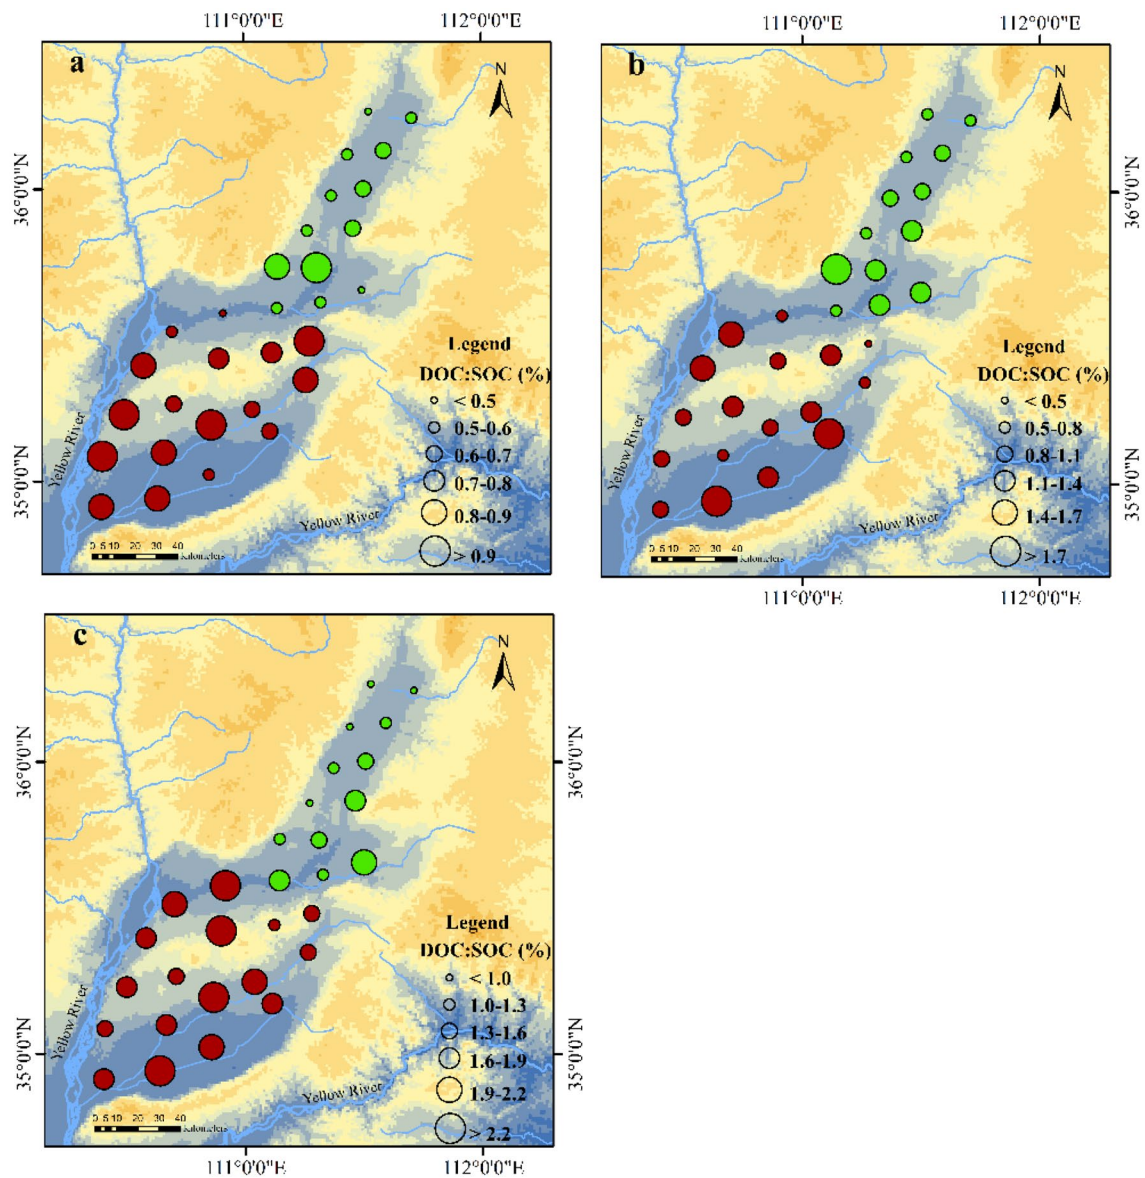 111°0'0"E 112°0'0"E
a
N
36°0'0"N
35°0'0"N
Yellow River
Yellow River
0 5 10 20 30 40
Kilometers
Legend
DOC:SOC (%)
< 0.5
0.5-0.6
0.6-0.7
0.7-0.8
0.8-0.9
> 0.9
b
N
36°0'0"N
35°0'0"N
Yellow River
Yellow River
0 5 10 20 30 40
Kilometers
Legend
DOC:SOC (%)
< 0.5
0.5-0.8
0.8-1.1
1.1-1.4
1.4-1.7
> 1.7
111°0'0"E 112°0'0"E
c
N
36°0'0"N
36°0'0"N
35°0'0"N
35°0'0"N
Yellow River
Yellow River
0 5 10 20 30 40
Kilometers
Legend
DOC:SOC (%)
< 1.0
1.0-1.3
1.3-1.6
1.6-1.9
1.9-2.2
> 2.2
111°0'0"E 112°0'0"E